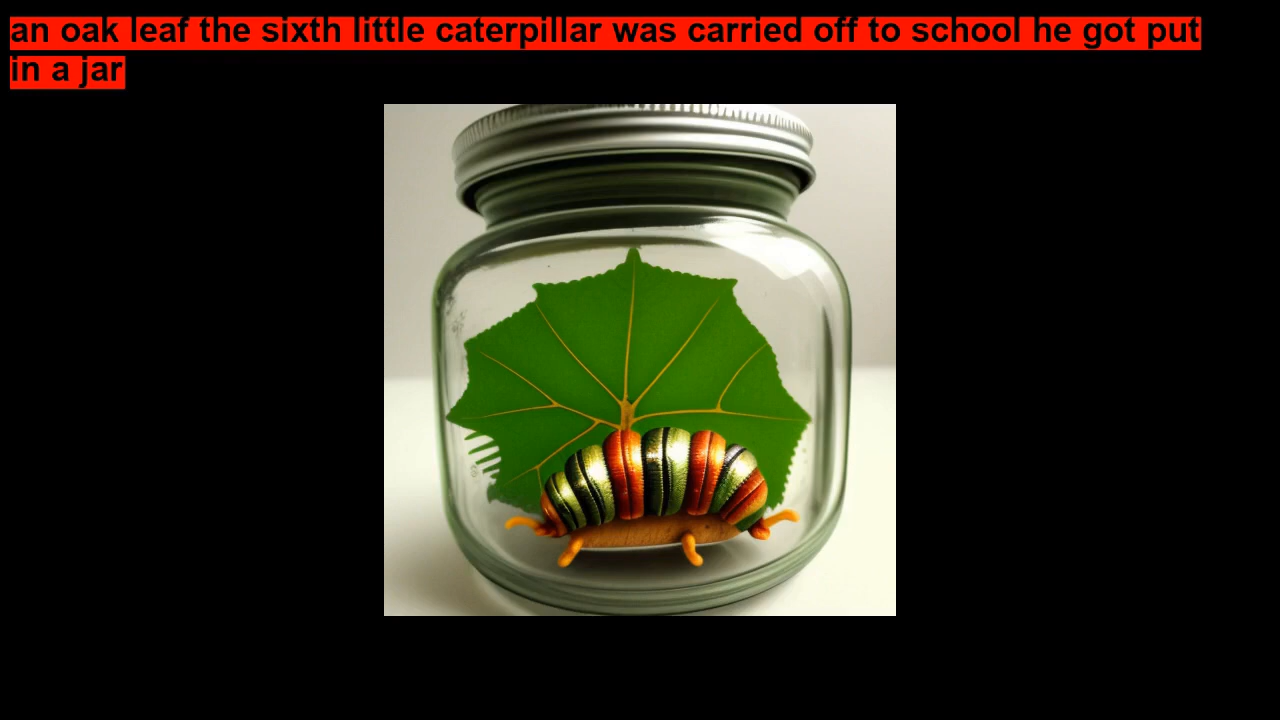 an oak leaf the sixth little caterpillar was carried off to school he got put
in a jar